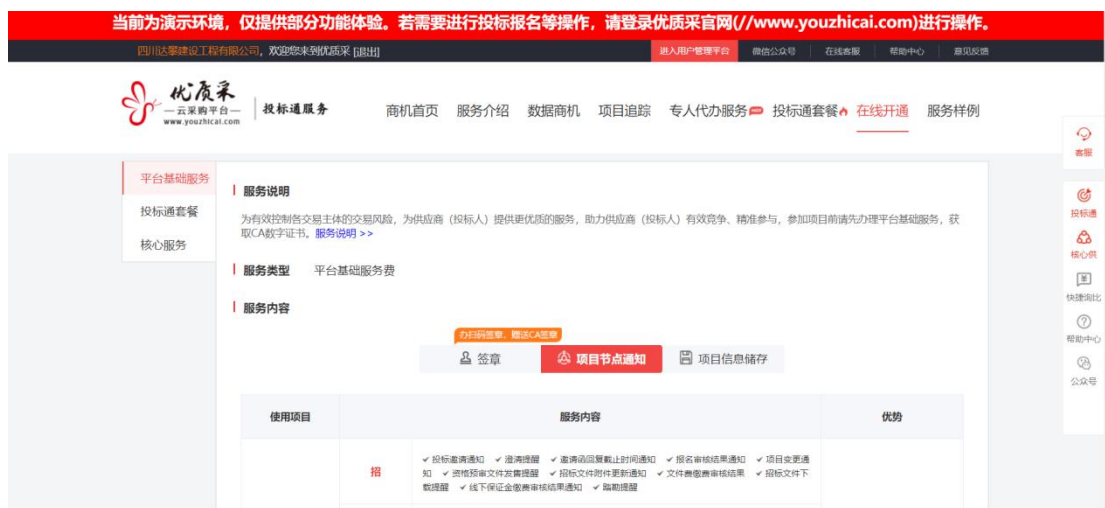 当前为演示环境，仅提供部分功能体验。若需要进行投标报名等操作，请登录优质采官网(//www.youzhicai.com)进行操作。
四川达攀建设工程有限公司，欢迎您来到优质采 [退出]
进入用户管理平台 微信公众号 在线客服 帮助中心 意见反馈
优质采
—云采购平台—
www.youzhicai.com
投标通服务
商机首页 服务介绍 数据商机 项目追踪 专人代办服务 投标通套餐 在线开通 服务样例
客服
投标通
核心供
快捷询比
帮助中心
公众号
平台基础服务
投标通套餐
核心服务
服务说明
为有效控制各交易主体的交易风险，为供应商（投标人）提供更优质的服务，助力供应商（投标人）有效竞争、精准参与，参加项目前请先办理平台基础服务，获
取CA数字证书。服务说明 >>
服务类型 平台基础服务费
服务内容
办扫码签章，赠送CA签章
签章 项目节点通知 项目信息储存
使用项目 服务内容 优势
招
✓ 投标邀请通知 ✓ 澄清提醒 ✓ 邀请函回复截止时间通知 ✓ 报名审核结果通知 ✓ 项目变更通
知 ✓ 资格预审文件发售提醒 ✓ 招标文件附件更新通知 ✓ 文件费缴费审核结果 ✓ 招标文件下
载提醒 ✓ 线下保证金缴费审核结果通知 ✓ 踏勘提醒